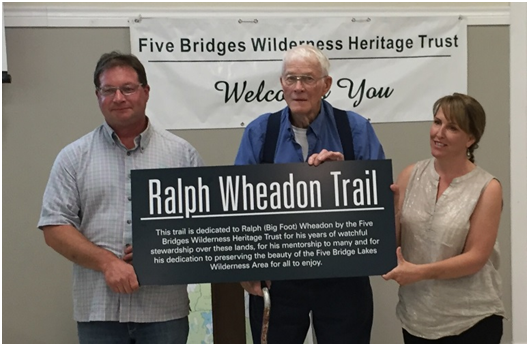 Five Bridges Wilderness Heritage Trust
Welcomes You
Ralph Wheadon Trail
This trail is dedicated to Ralph (Big Foot) Wheadon by the Five
Bridges Wilderness Heritage Trust for his years of watchful
stewardship over these lands, for his mentorship to many and for
his dedication to preserving the beauty of the Five Bridge Lakes
Wilderness Area for all to enjoy.